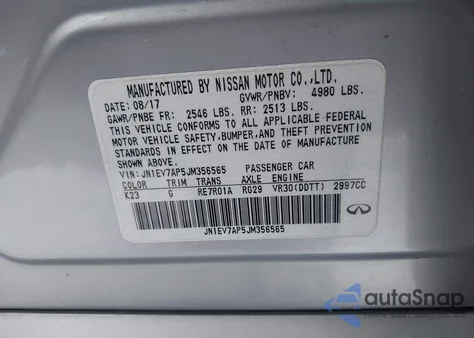 MANUFACTURED BY NISSAN MOTOR CO.,LTD.
DATE: 08/17 GVWR/PNBV: 4980 LBS.
GAWR/PNBE FR: 2546 LBS. RR: 2513 LBS.
THIS VEHICLE CONFORMS TO ALL APPLICABLE FEDERAL
MOTOR VEHICLE SAFETY,BUMPER,AND THEFT PREVENTION
STANDARDS IN EFFECT ON THE DATE OF MANUFACTURE
SHOWN ABOVE.
VIN: JN1EV7AP5JM356565 PASSENGER CAR
COLOR TRIM TRANS AXLE ENGINE
K23 G RE7R01A RG29 VR30(DDTT) 2997CC
JN1EV7AP5JM356565
autoSnap